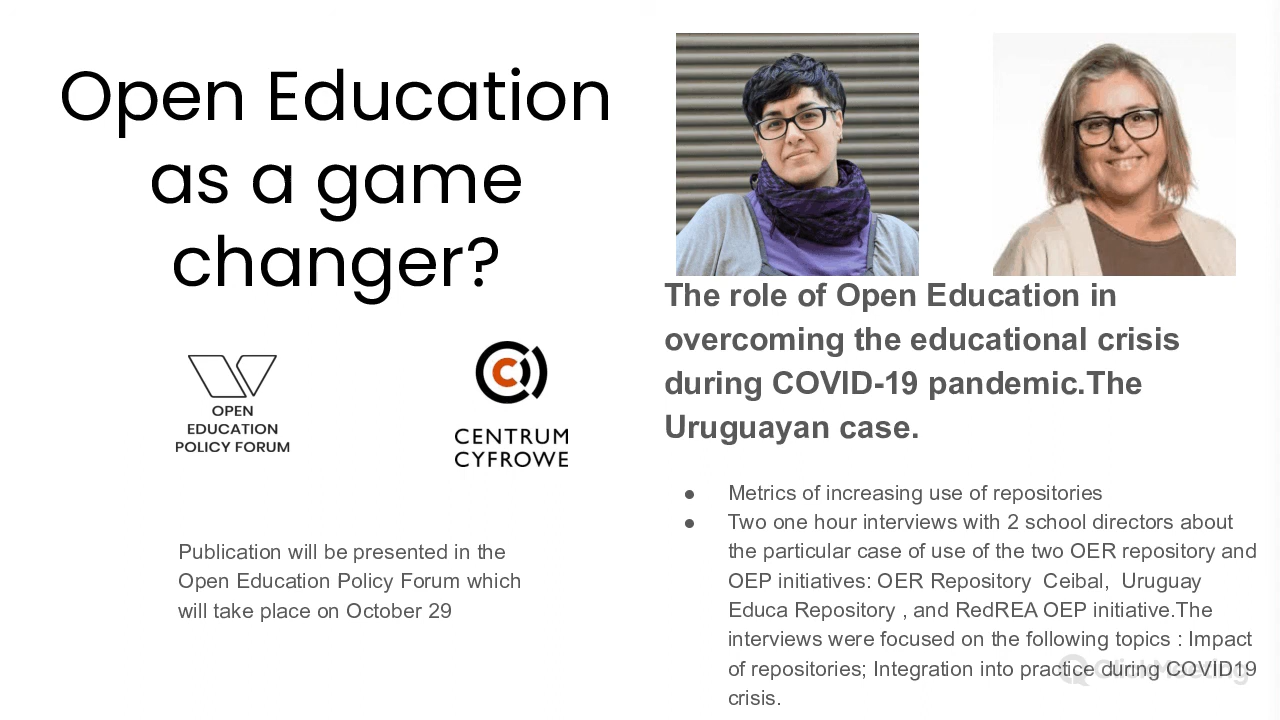 Open Education
as a game
changer?
OPEN
EDUCATION
POLICY FORUM
CENTRUM
CYFROWE
Publication will be presented in the
Open Education Policy Forum which
will take place on October 29
The role of Open Education in
overcoming the educational crisis
during COVID-19 pandemic.The
Uruguayan case.
● Metrics of increasing use of repositories
● Two one hour interviews with 2 school directors about
the particular case of use of the two OER repository and
OEP initiatives: OER Repository Ceibal, Uruguay
Educa Repository , and RedREA OEP initiative.The
interviews were focused on the following topics : Impact
of repositories; Integration into practice during COVID19
crisis.
ClickMeeting